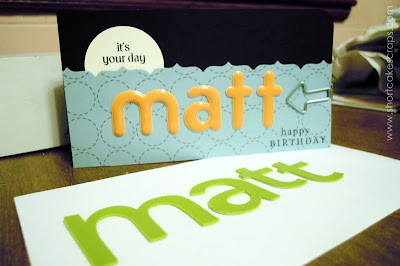 it's
your day
matt
happy
BIRTHDAY
matt
www.shortcakescraps.com